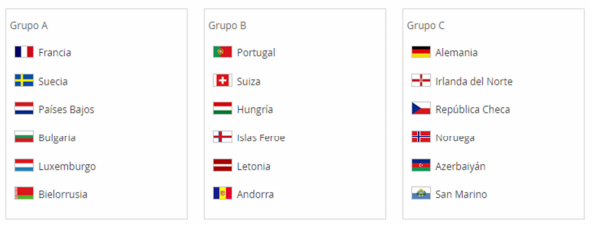 Grupo A
Francia
Suecia
Países Bajos
Bulgaria
Luxemburgo
Bielorrusia
Grupo B
Portugal
Suiza
Hungría
Islas Feroe
Letonia
Andorra
Grupo C
Alemania
Irlanda del Norte
República Checa
Noruega
Azerbaiyán
San Marino